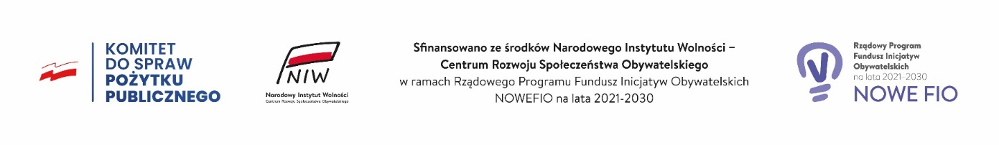 KOMITET
DO SPRAW
POŻYTKU
PUBLICZNEGO
NIW
Narodowy Instytut Wolności
Centrum Rozwoju Społeczeństwa Obywatelskiego
Sfinansowano ze środków Narodowego Instytutu Wolności –
Centrum Rozwoju Społeczeństwa Obywatelskiego
w ramach Rządowego Programu Fundusz Inicjatyw Obywatelskich
NOWEFIO na lata 2021-2030
Rządowy Program
Fundusz Inicjatyw
Obywatelskich
na lata 2021–2030
NOWE FIO